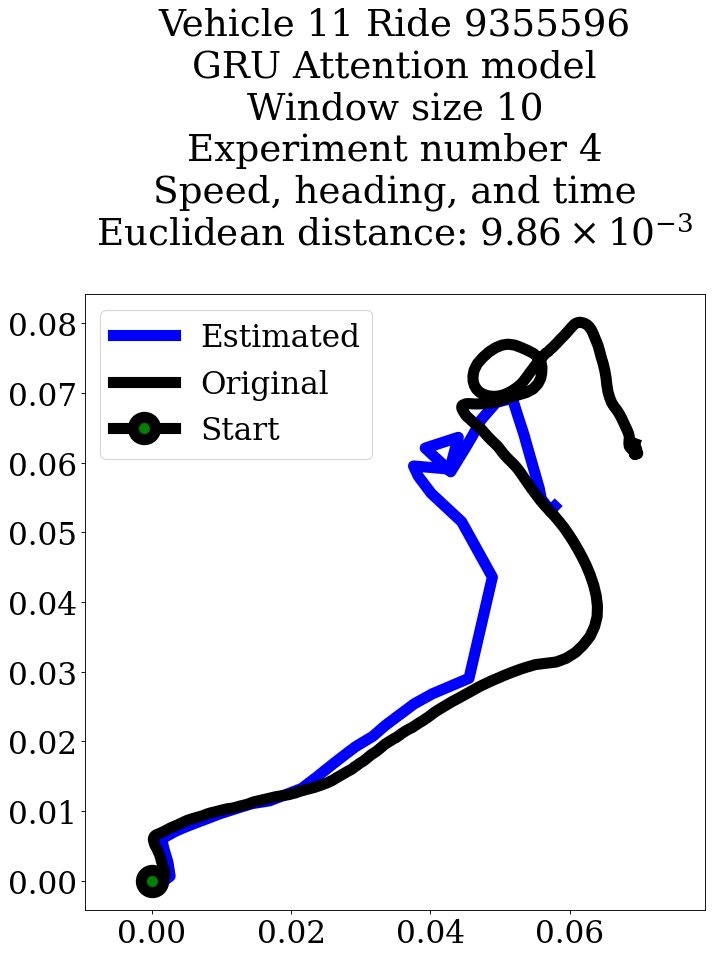 Vehicle 11 Ride 9355596
GRU Attention model
Window size 10
Experiment number 4
Speed, heading, and time
Euclidean distance: 9.86 × 10⁻³
Estimated
Original
Start
0.08
0.07
0.06
0.05
0.04
0.03
0.02
0.01
0.00
0.00 0.02 0.04 0.06